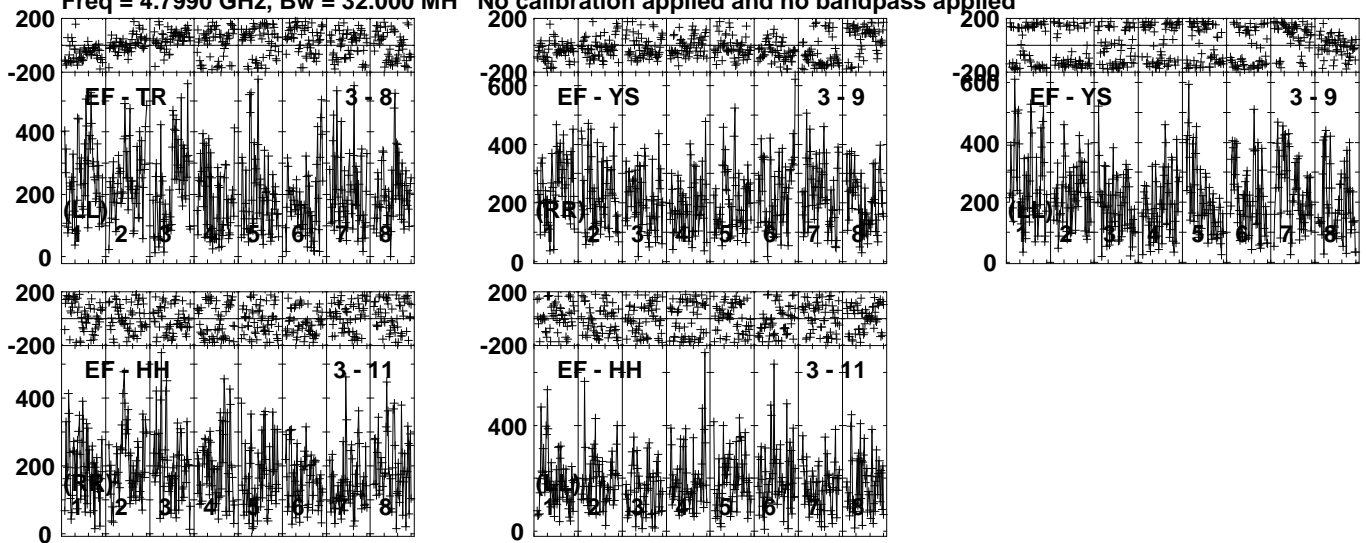 Freq = 4.7990 GHz, Bw = 32.000 MH No calibration applied and no bandpass applied
200
-200
EF - TR 3 - 8
400
200
(LL)
1 2 3 4 5 6 7 8
0
200
-200
600
EF - YS 3 - 9
400
200
(RR)
1 2 3 4 5 6 7 8
0
200
-200
600
EF - YS 3 - 9
400
200
(LL)
1 2 3 4 5 6 7 8
0
200
-200
EF - HH 3 - 11
400
200
(RR)
1 2 3 4 5 6 7 8
0
200
-200
EF - HH 3 - 11
400
200
(LL)
1 2 3 4 5 6 7 8
0